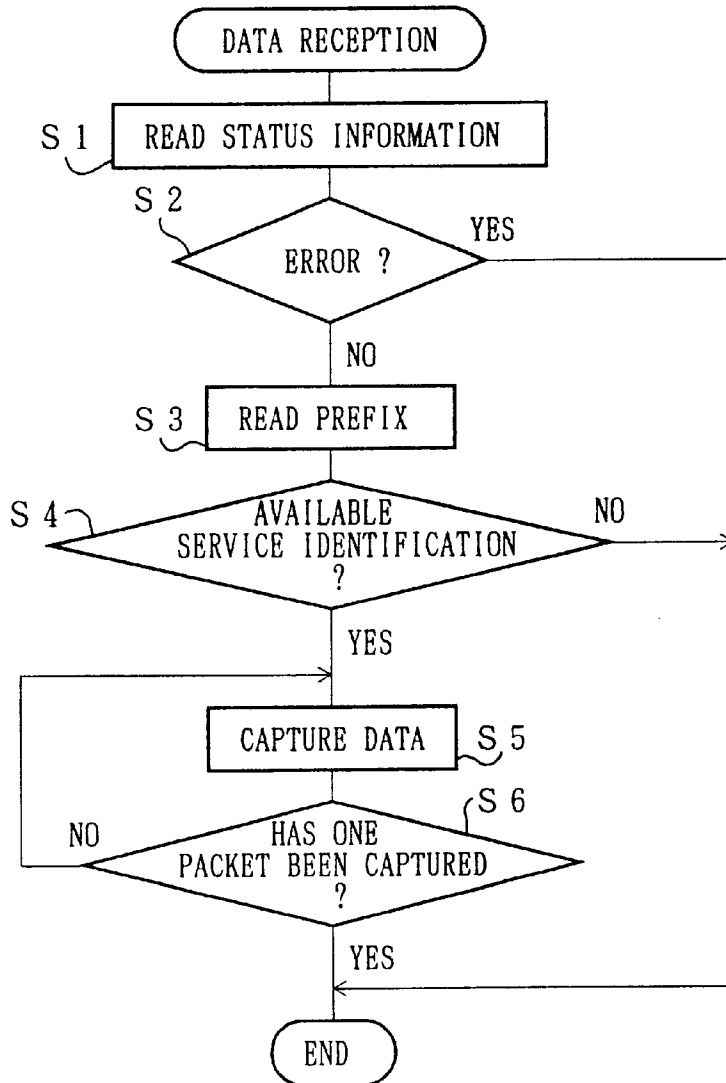 DATA RECEPTION
S 1
READ STATUS INFORMATION
S 2
YES
ERROR ?
NO
S 3
READ PREFIX
S 4
AVAILABLE
SERVICE IDENTIFICATION
?
NO
YES
CAPTURE DATA
S 5
S 6
NO
HAS ONE
PACKET BEEN CAPTURED
?
YES
END